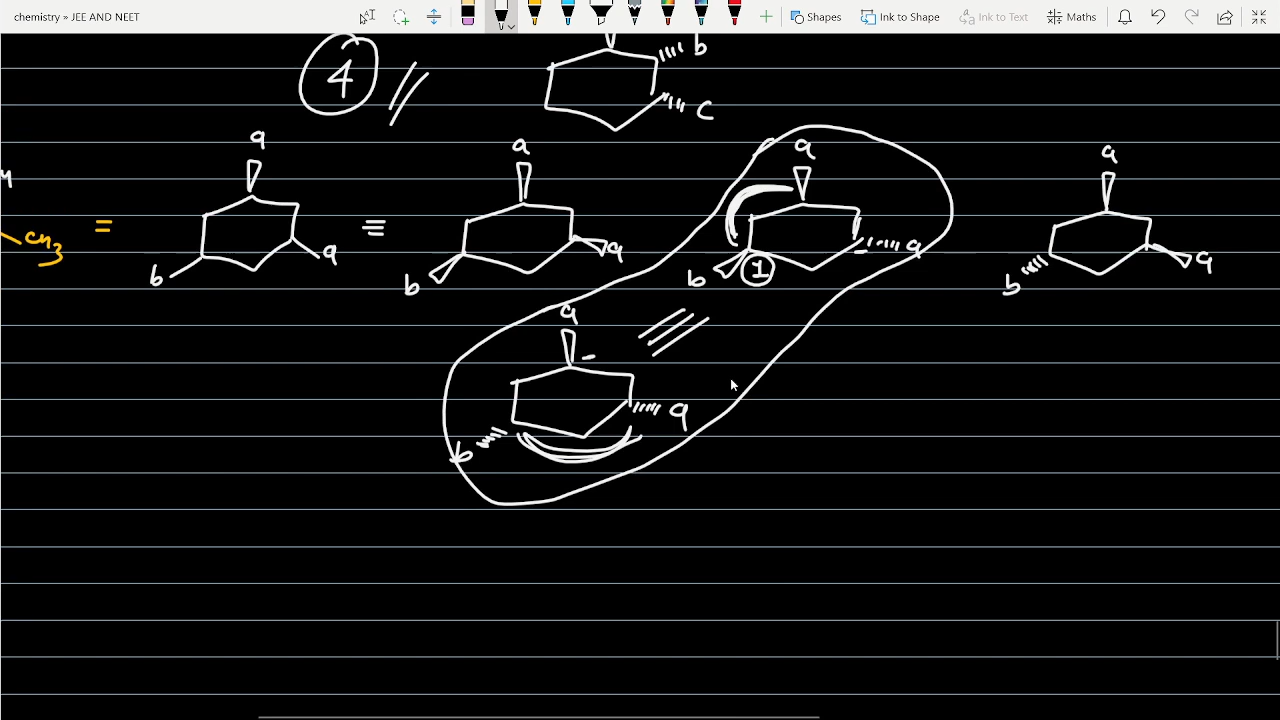 chemistry » JEE AND NEET
Shapes
Ink to Shape
Ink to Text
Maths
4
b
c
a
a
a
a
CH3
=
b
a
≡
b
a
b
1
a
b
a
a
a
b